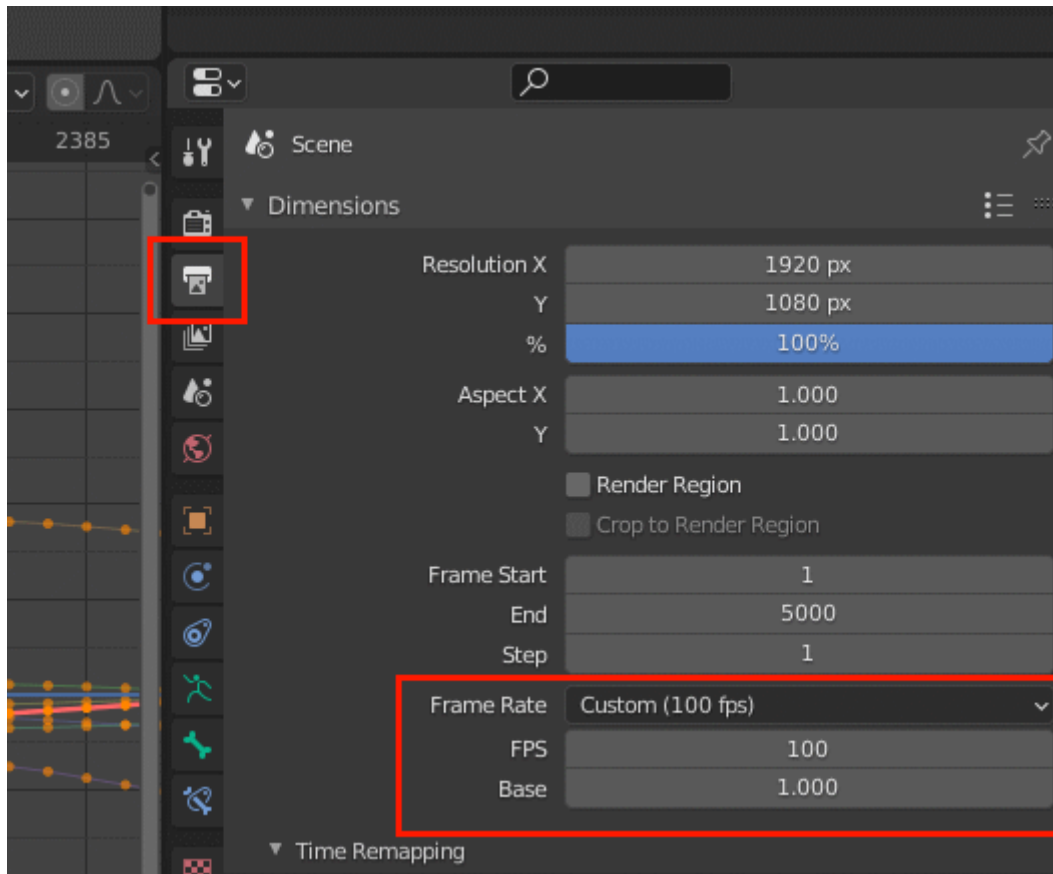 2385
Scene
Dimensions
Resolution X 1920 px
Y 1080 px
% 100%
Aspect X 1.000
Y 1.000
Render Region
Crop to Render Region
Frame Start 1
End 5000
Step 1
Frame Rate Custom (100 fps)
FPS 100
Base 1.000
Time Remapping